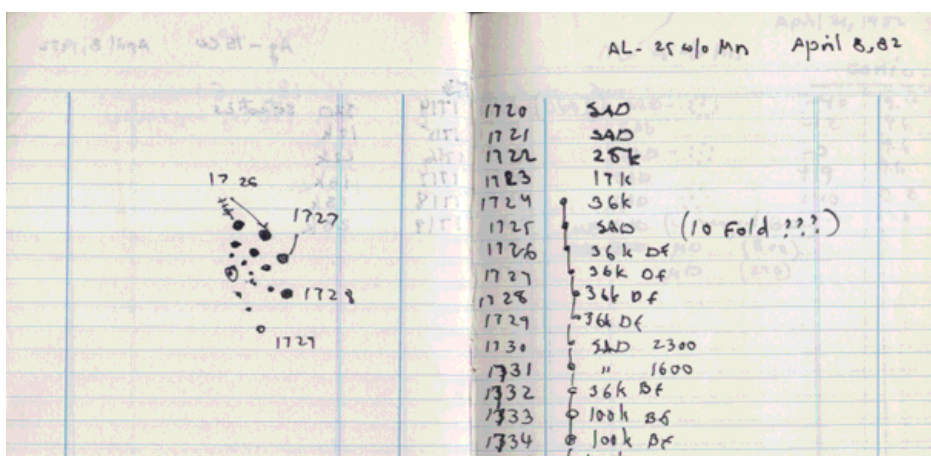 AL-25 w/o Mn April 8, 82
1720 SAD
1721 SAD
1722 25k
1723 17k
1724 36k
1725 SAD (10 Fold ???)
1726 36k DF
1727 36k DF
1728 36k DF
1729 36k DF
1730 SAD 2300
1731 " 1600
1732 36k BF
1733 100k BF
1734 100k BF
1726
1727
1728
1729